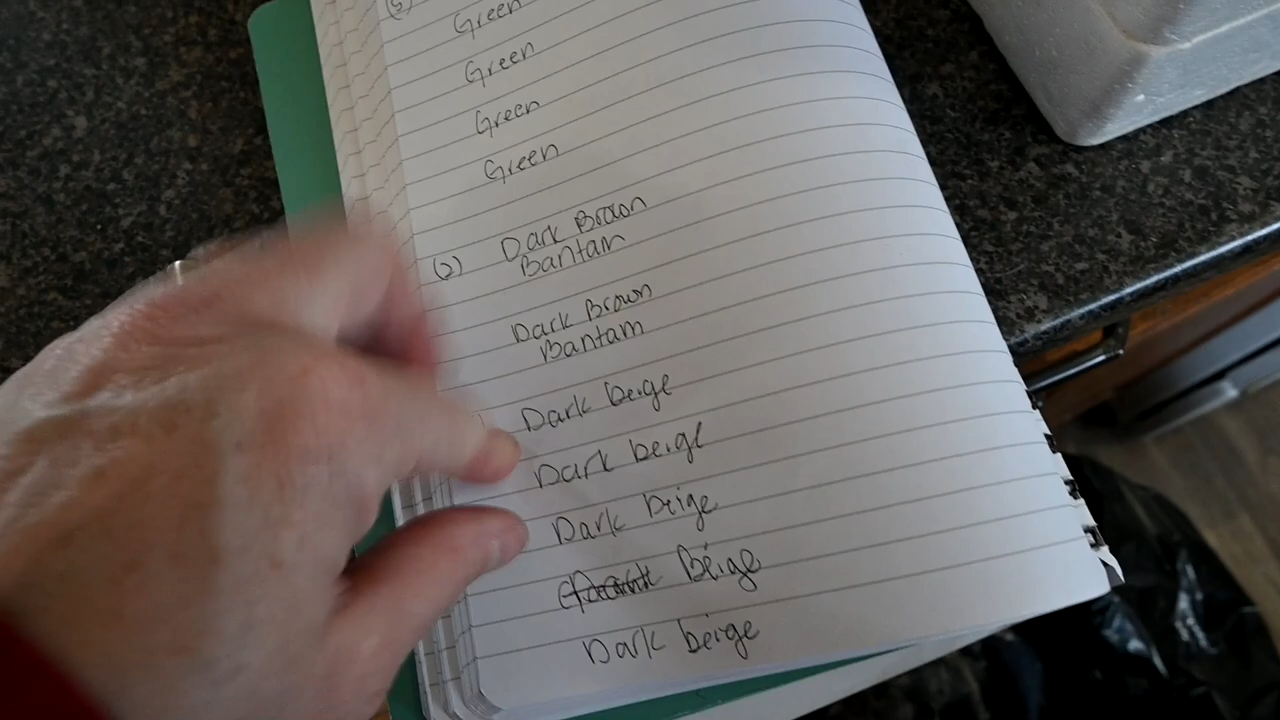 (5)
Green
Green
Green
Green
(2) Dark Brown
Bantam
Dark Brown
Bantam
Dark beige
Dark beige
Dark beige
Beige
Dark beige